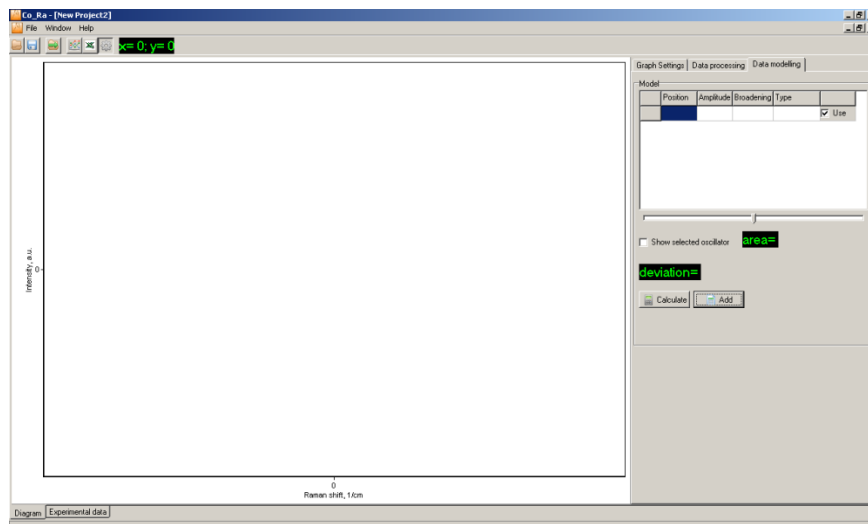 Co_Ra - [New Project2]
File Window Help
x= 0; y= 0
Graph Settings Data processing Data modelling
Model
Position Amplitude Broadening Type
Use
Show selected oscillator area=
deviation=
Calculate Add
Intensity, a.u.
0
0
Raman shift, 1/cm
Diagram Experimental data